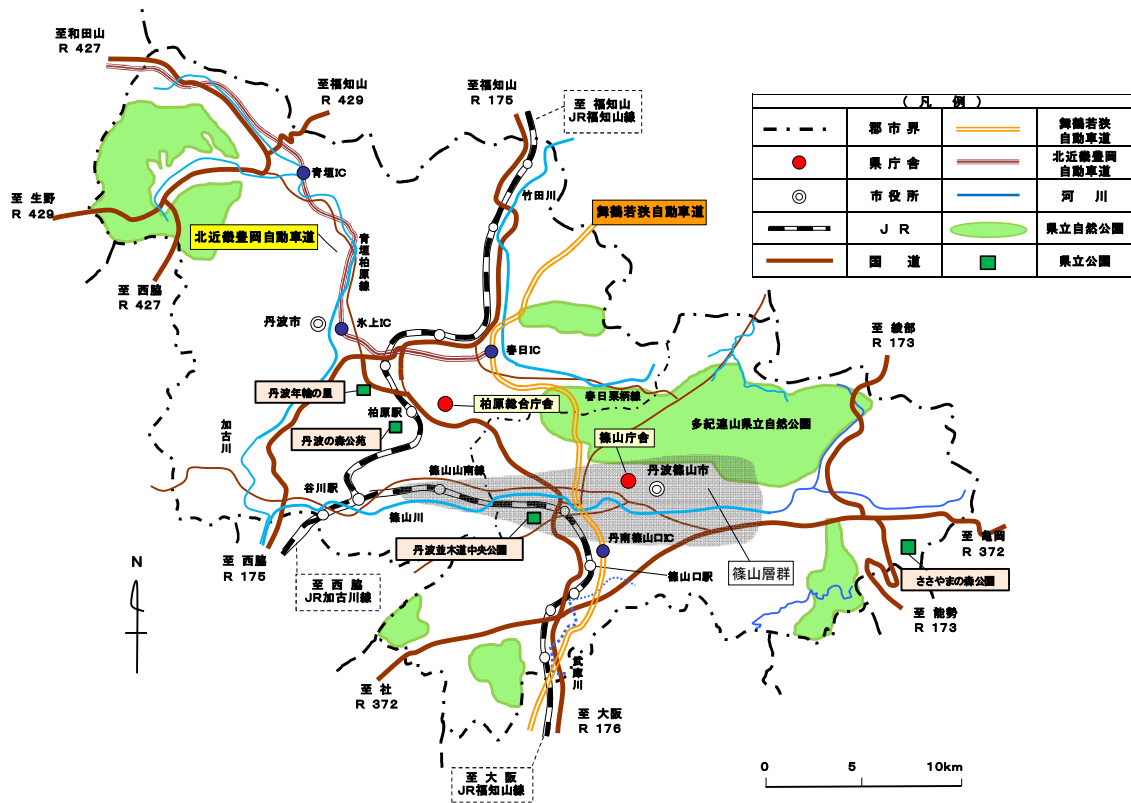 至和田山
R 427
至福知山
R 429
至福知山
R 175
至 福知山
JR福知山線
（ 凡 例 ）
郡 市 界
舞鶴若狭
自動車道
県 庁 舎
北近畿豊岡
自動車道
市 役 所
河 川
J R
県立自然公園
国 道
県立公園
青垣IC
竹田川
至 生野
R 429
舞鶴若狭自動車道
北近畿豊岡自動車道
青垣柏原線
至 西脇
R 427
丹波市
氷上IC
至 綾部
R 173
春日IC
丹波年輪の里
春日栗柄線
柏原総合庁舎
柏原駅
多紀連山県立自然公園
加古川
丹波の森公苑
篠山庁舎
丹波篠山市
篠山山南線
谷川駅
篠山川
至 西脇
R 175
丹波並木道中央公園
丹南篠山口IC
至 亀岡
R 372
篠山層群
篠山口駅
ささやまの森公園
N
至 西 脇
JR加古川線
至 能勢
R 173
武庫川
至 社
R 372
至 大阪
R 176
至 大 阪
JR福知山線
0 5 10km